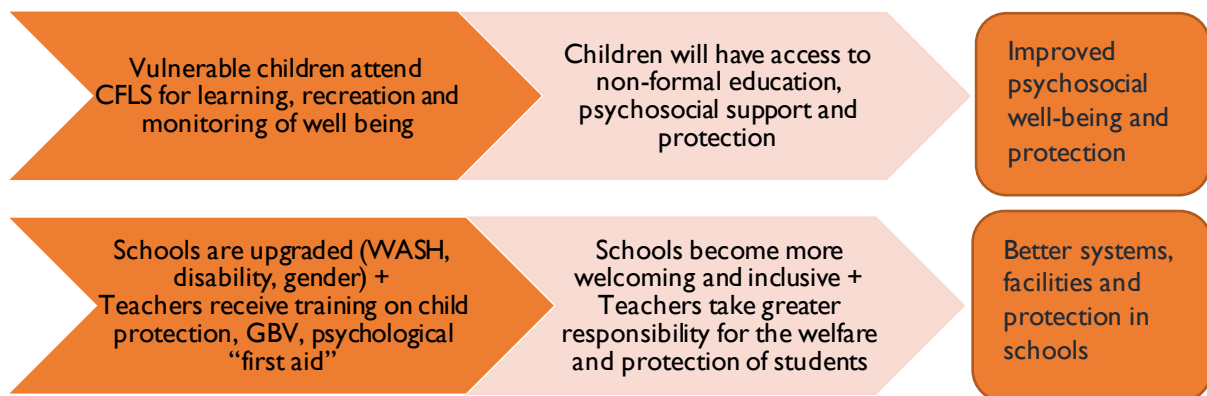 Vulnerable children attend
CFLS for learning, recreation and
monitoring of well being
Children will have access to
non-formal education,
psychosocial support and
protection
Improved
psychosocial
well-being and
protection
Schools are upgraded (WASH,
disability, gender) +
Teachers receive training on child
protection, GBV, psychological
“first aid”
Schools become more
welcoming and inclusive +
Teachers take greater
responsibility for the welfare
and protection of students
Better systems,
facilities and
protection in
schools